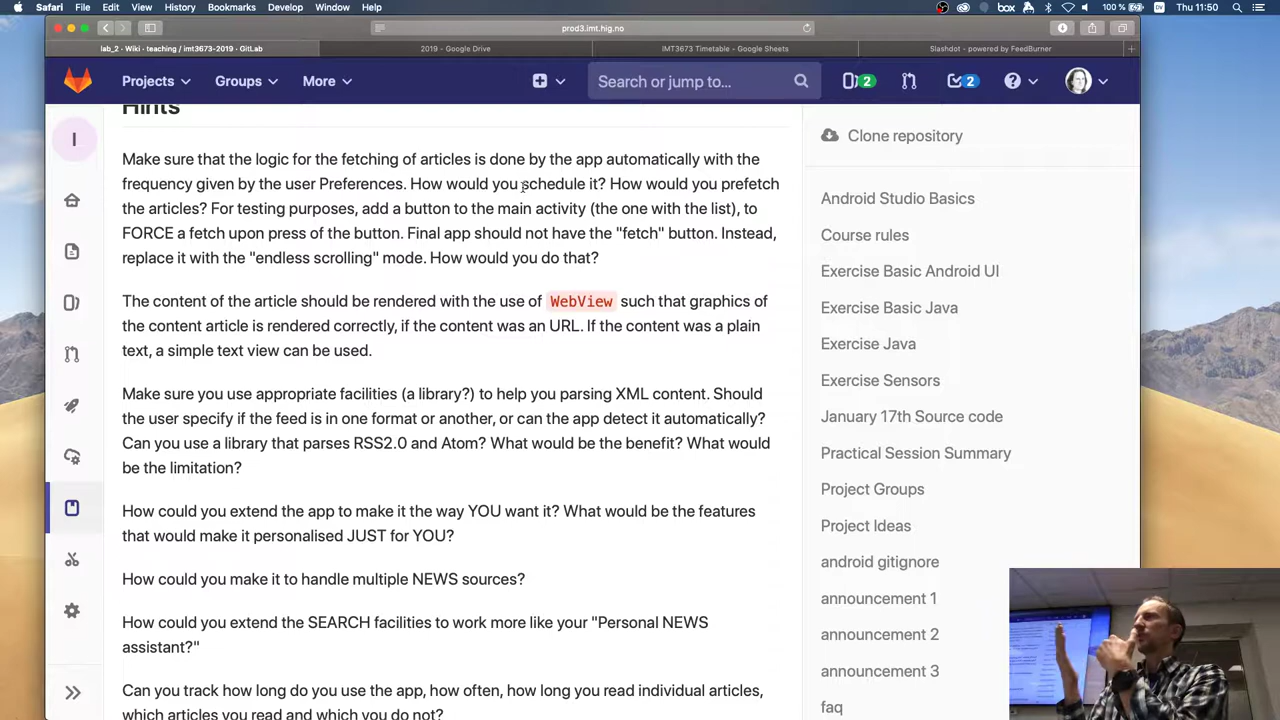 Safari File Edit View History Bookmarks Develop Window Help box 100 % Thu 11:50
prod3.imt.hig.no
lab_2 · Wiki · teaching / imt3673-2019 · GitLab 2019 - Google Drive IMT3673 Timetable - Google Sheets Slashdot - powered by FeedBurner
Projects Groups More Search or jump to... 2 2
Hints
Make sure that the logic for the fetching of articles is done by the app automatically with the
frequency given by the user Preferences. How would you schedule it? How would you prefetch
the articles? For testing purposes, add a button to the main activity (the one with the list), to
FORCE a fetch upon press of the button. Final app should not have the "fetch" button. Instead,
replace it with the "endless scrolling" mode. How would you do that?
The content of the article should be rendered with the use of WebView such that graphics of
the content article is rendered correctly, if the content was an URL. If the content was a plain
text, a simple text view can be used.
Make sure you use appropriate facilities (a library?) to help you parsing XML content. Should
the user specify if the feed is in one format or another, or can the app detect it automatically?
Can you use a library that parses RSS2.0 and Atom? What would be the benefit? What would
be the limitation?
How could you extend the app to make it the way YOU want it? What would be the features
that would make it personalised JUST for YOU?
How could you make it to handle multiple NEWS sources?
How could you extend the SEARCH facilities to work more like your "Personal NEWS
assistant?"
Can you track how long do you use the app, how often, how long you read individual articles,
which articles you read and which you do not?
I
Clone repository
Android Studio Basics
Course rules
Exercise Basic Android UI
Exercise Basic Java
Exercise Java
Exercise Sensors
January 17th Source code
Practical Session Summary
Project Groups
Project Ideas
android gitignore
announcement 1
announcement 2
announcement 3
faq